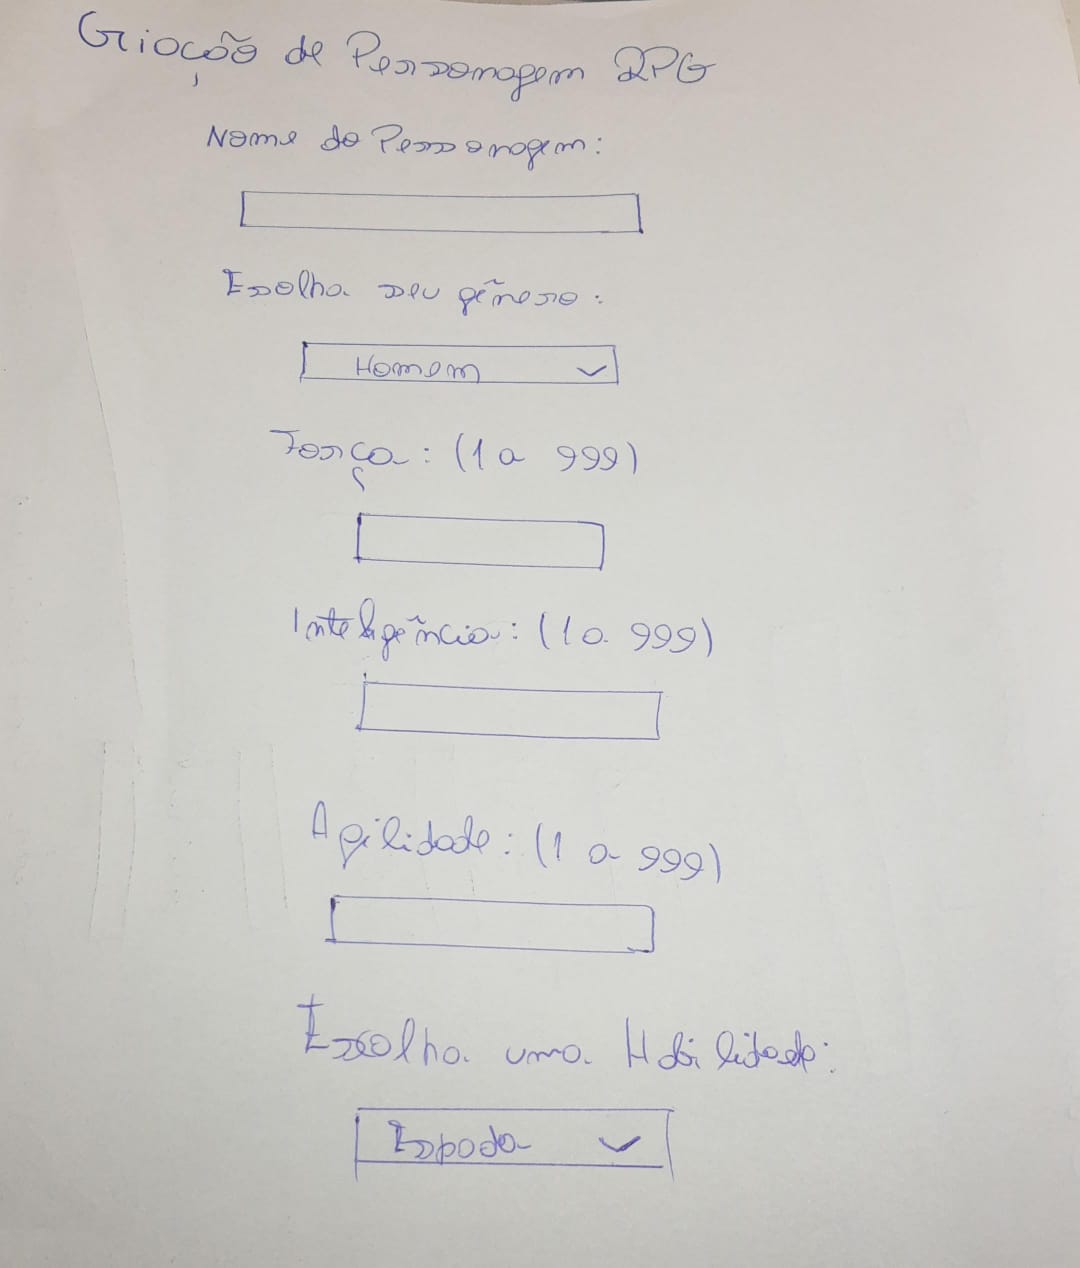 Criação de Personagem RPG
Nome do Personagem:
Escolha seu gênero:
Homem
Força: (1 a 999)
Inteligência: (1 a 999)
Agilidade: (1 a 999)
Escolha uma Habilidade:
Espada